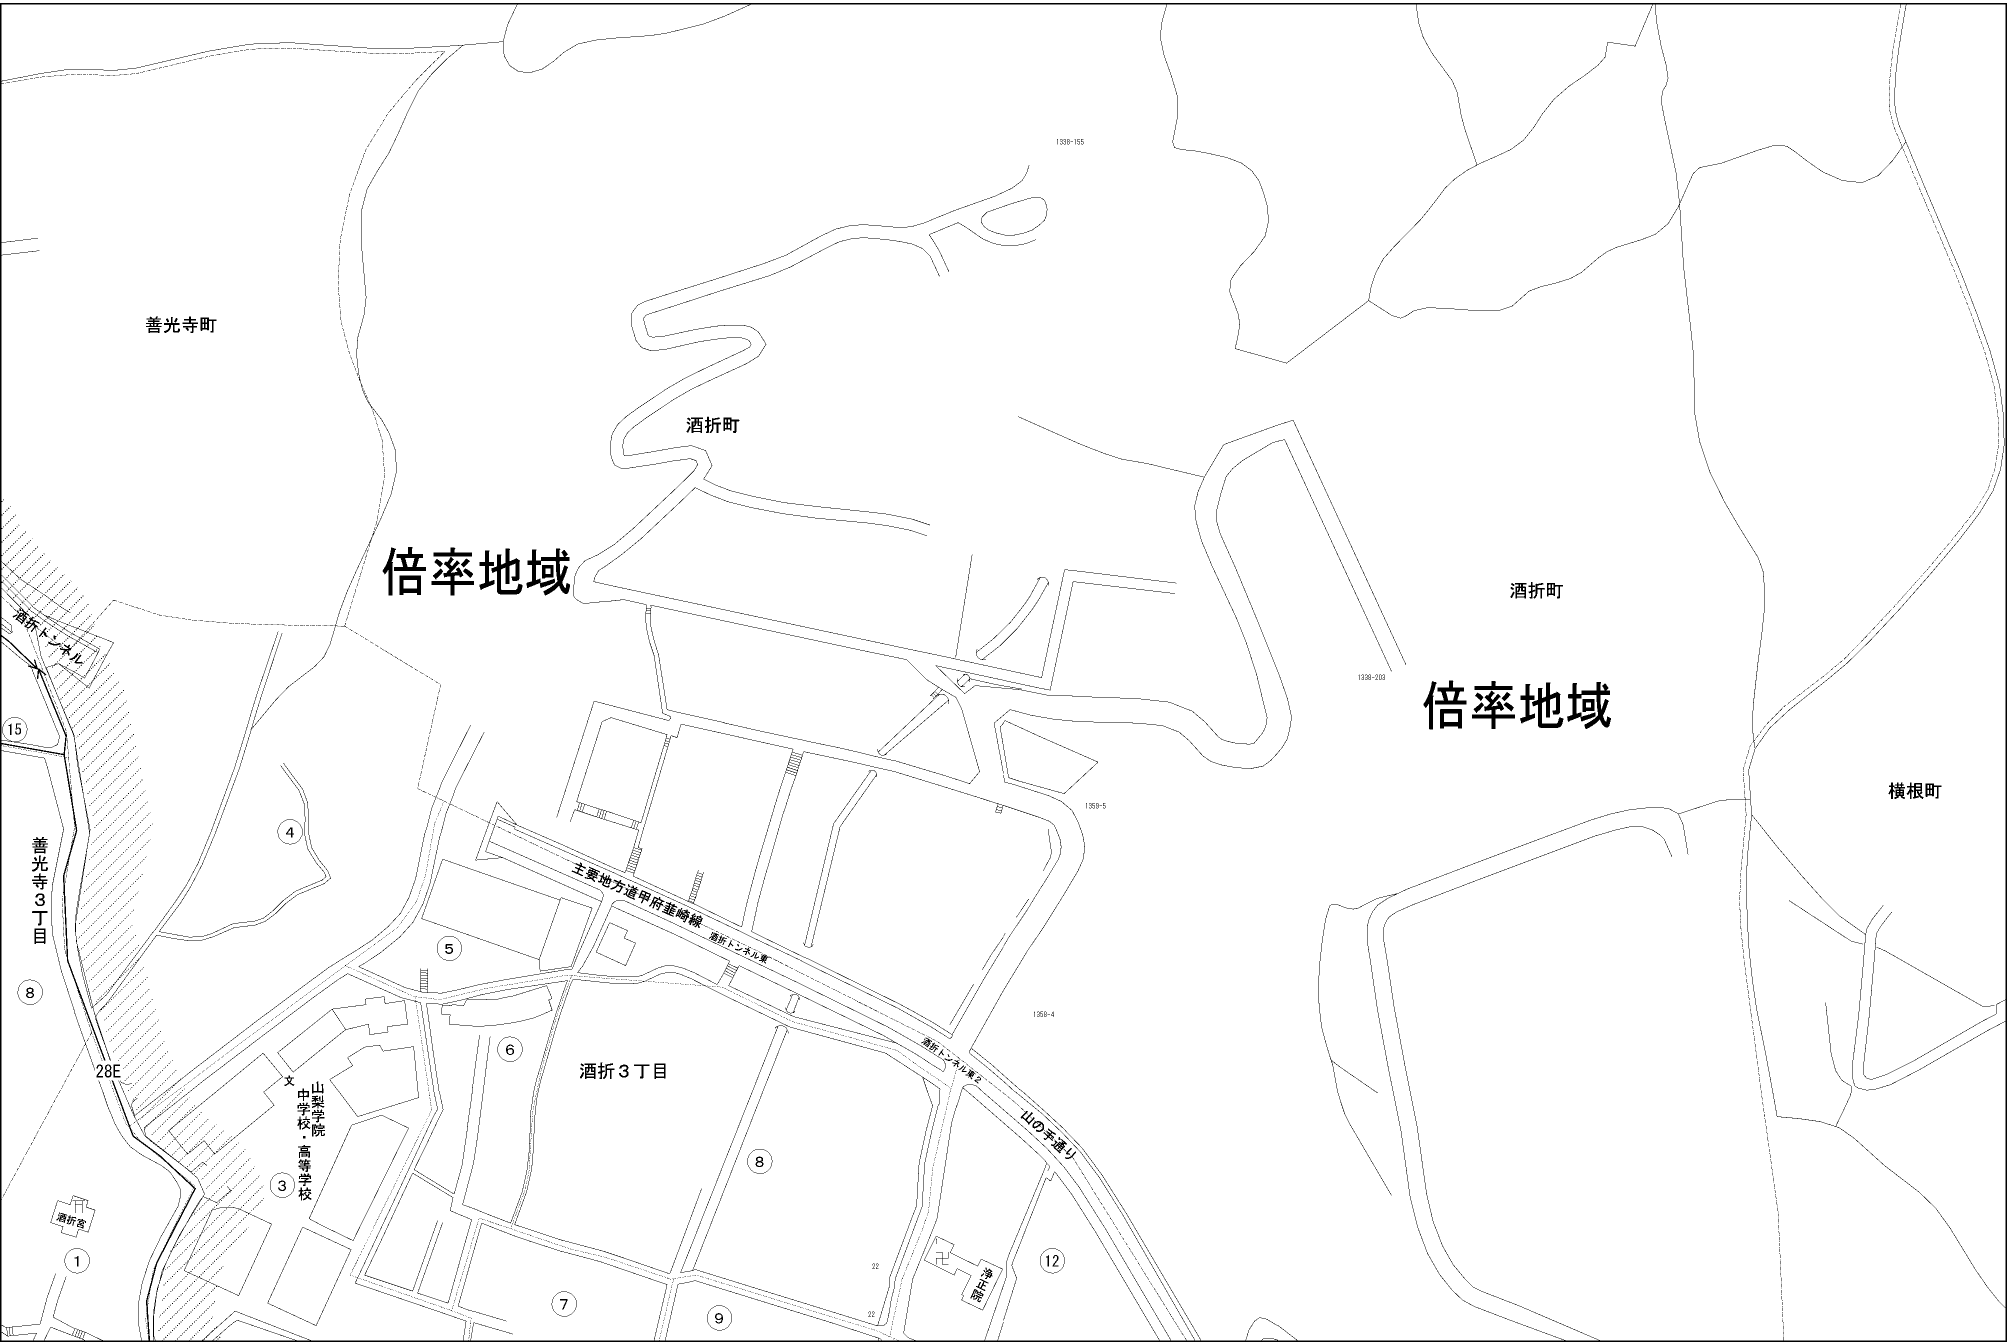 1338-155
善光寺町
酒折町
倍率地域
酒折町
酒折トンネル
1338-203
倍率地域
15
横根町
1359-5
4
善光寺3丁目
主要地方道甲府韮崎線
酒折トンネル東
5
8
1359-4
酒折トンネル東2
6
酒折3丁目
28E
文
山梨学院
中学校・高等学校
山の手通り
8
3
酒折宮
1
12
22
浄正院
7
22
9